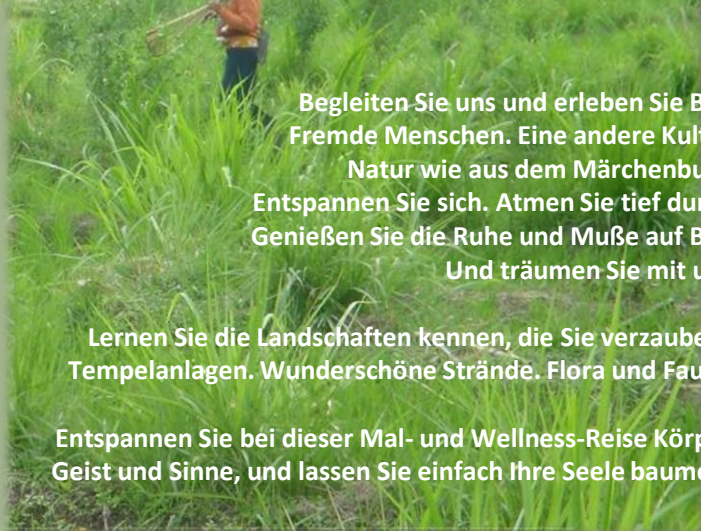 Begleiten Sie uns und erleben Sie B
Fremde Menschen. Eine andere Kult
Natur wie aus dem Märchenbu
Entspannen Sie sich. Atmen Sie tief dur
Genießen Sie die Ruhe und Muße auf B
Und träumen Sie mit u
Lernen Sie die Landschaften kennen, die Sie verzaube
Tempelanlagen. Wunderschöne Strände. Flora und Fau
Entspannen Sie bei dieser Mal- und Wellness-Reise Körp
Geist und Sinne, und lassen Sie einfach Ihre Seele baume